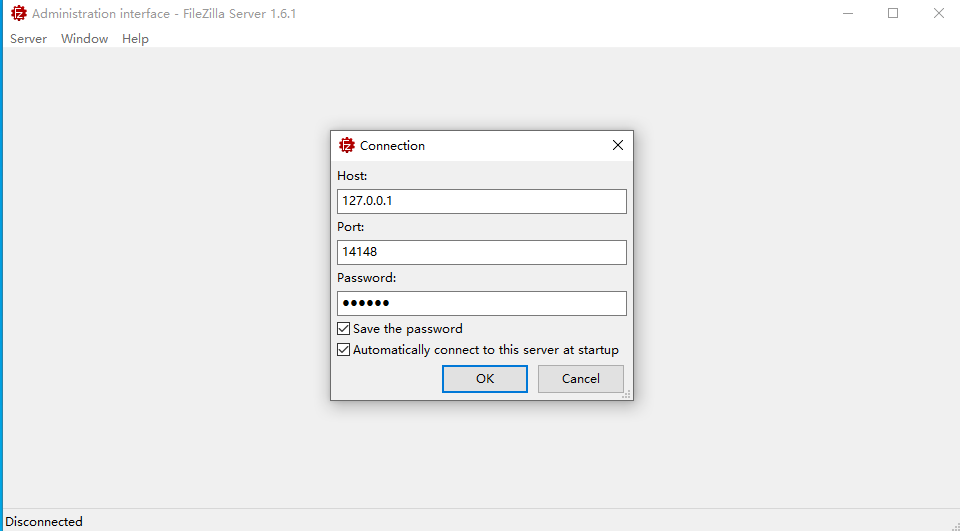 Administration interface - FileZilla Server 1.6.1
Server Window Help
Connection
Host:
127.0.0.1
Port:
14148
Password:
●●●●●●
Save the password
Automatically connect to this server at startup
OK Cancel
Disconnected